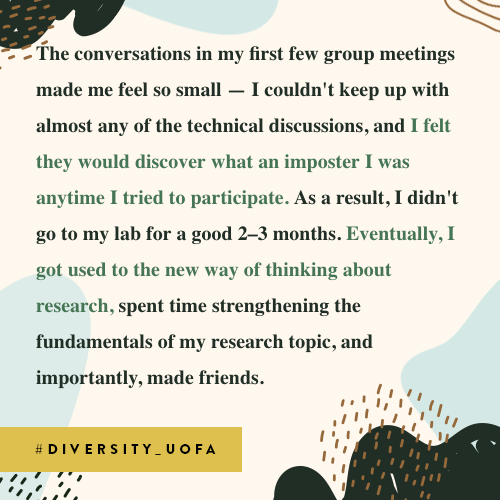 The conversations in my first few group meetings
made me feel so small — I couldn't keep up with
almost any of the technical discussions, and I felt
they would discover what an imposter I was
anytime I tried to participate. As a result, I didn't
go to my lab for a good 2–3 months. Eventually, I
got used to the new way of thinking about
research, spent time strengthening the
fundamentals of my research topic, and
importantly, made friends.
#DIVERSITY_UOFA